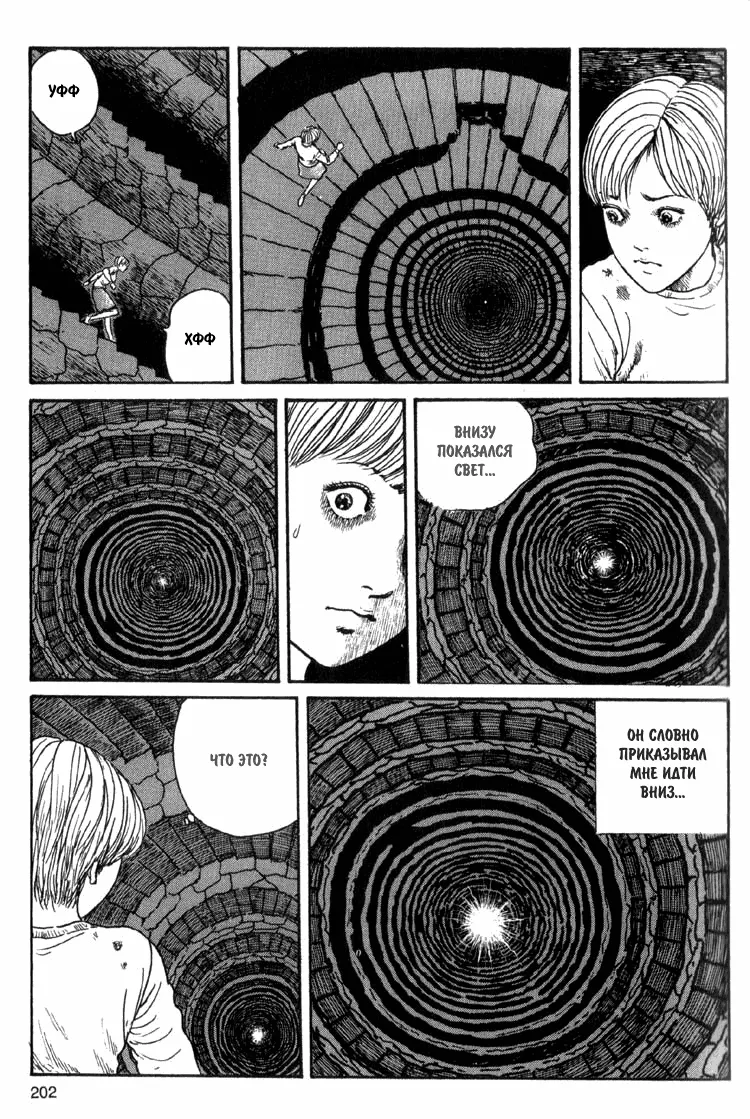 УФФ
ХФФ
ВНИЗУ
ПОКАЗАЛСЯ
СВЕТ...
ЧТО ЭТО?
ОН СЛОВНО
ПРИКАЗЫВАЛ
МНЕ ИДТИ
ВНИЗ...
202